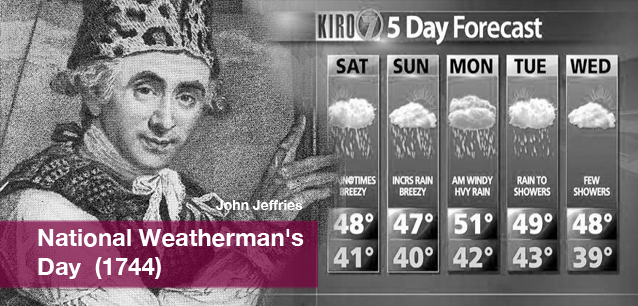 KIRO 7 5 Day Forecast
SAT SUN MON TUE WED
INCRS RAIN AM WINDY RAIN TO FEW
BREEZY BREEZY HVY RAIN SHOWERS SHOWERS
John Jeffries
48° 47° 51° 49° 48°
41° 40° 42° 43° 39°
National Weatherman's
Day (1744)